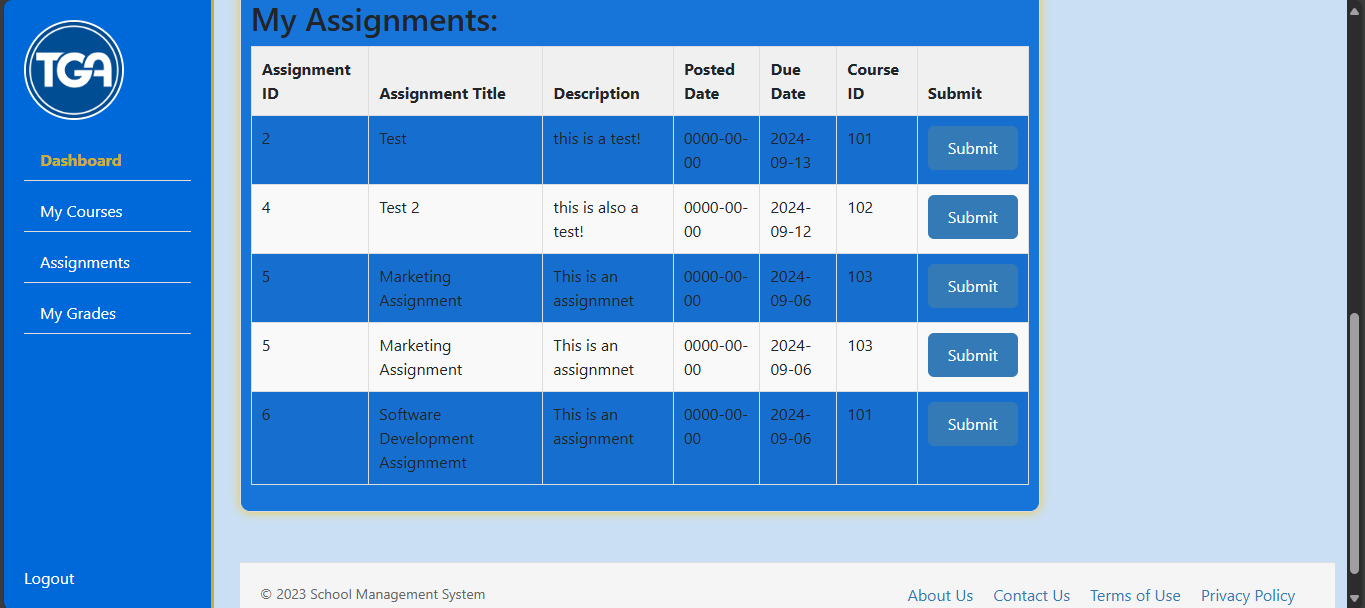 TGA
Dashboard
My Courses
Assignments
My Grades
Logout
My Assignments:
Assignment
ID
Assignment Title
Description
Posted
Date
Due
Date
Course
ID
Submit
2
Test
this is a test!
0000-00-
00
2024-
09-13
101
Submit
4
Test 2
this is also a
test!
0000-00-
00
2024-
09-12
102
Submit
5
Marketing
Assignment
This is an
assignmnet
0000-00-
00
2024-
09-06
103
Submit
5
Marketing
Assignment
This is an
assignmnet
0000-00-
00
2024-
09-06
103
Submit
6
Software
Development
Assignmemt
This is an
assignment
0000-00-
00
2024-
09-06
101
Submit
© 2023 School Management System
About Us
Contact Us
Terms of Use
Privacy Policy